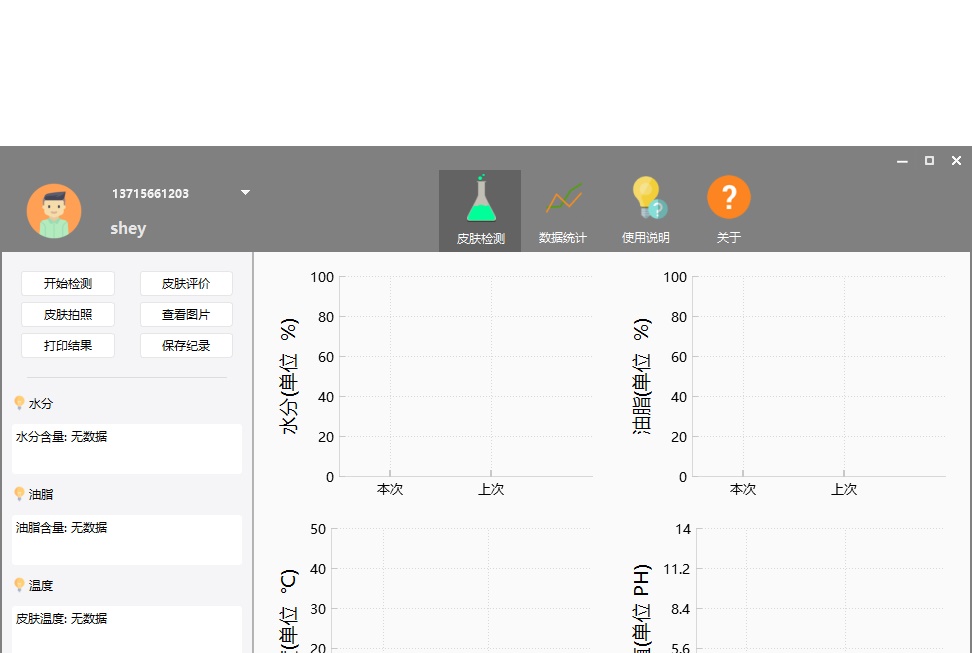 13715661203
shey
皮肤检测
数据统计
使用说明
?
关于
开始检测
皮肤评价
皮肤拍照
查看图片
打印结果
保存纪录
水分
水分含量: 无数据
油脂
油脂含量: 无数据
温度
皮肤温度: 无数据
水分(单位 %)
100
80
60
40
20
0
本次
上次
油脂(单位 %)
100
80
60
40
20
0
本次
上次
(单位 °C)
50
40
30
20
(单位 PH)
14
11.2
8.4
5.6